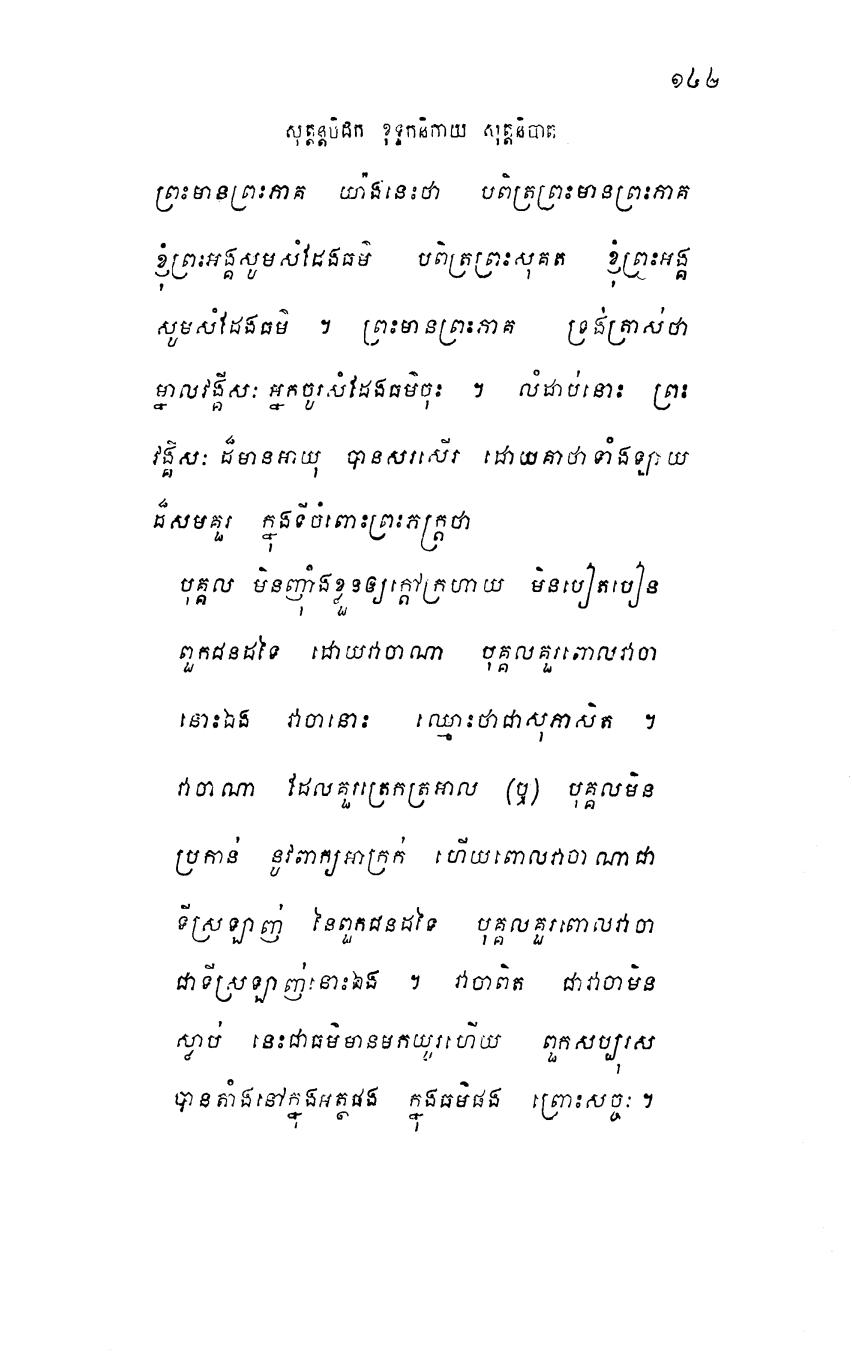 ១៤២
សុត្តន្តបិដក ខុទ្ទកនិកាយ សុត្តនិបាត
ព្រះមានព្រះភាគ យ៉ាងនេះថា បពិត្រព្រះមានព្រះភាគ
ខ្ញុំព្រះអង្គសូមសំដែងធម៌ បពិត្រព្រះសុគត ខ្ញុំព្រះអង្គ
សូមសំដែងធម៌ ។ ព្រះមានព្រះភាគ ទ្រង់ត្រាស់ថា
ម្នាលវង្គីសៈ អ្នកចូរសំដែងធម៌ចុះ ។ លំដាប់នោះ ព្រះ
វង្គីសៈ ដ៏មានអាយុ បានសរសើរ ដោយគាថាទាំងឡាយ
ដ៏សមគួរ ក្នុងទីចំពោះព្រះភក្ត្រថា
បុគ្គល មិនញ៉ាំងខ្លួនឲ្យក្តៅក្រហាយ មិនបៀតបៀន
ពួកជនដទៃ ដោយវាចាណា បុគ្គលគួរពោលវាចា
នោះឯង វាចានោះ ឈ្មោះថាជាសុភាសិត ។
វាចាណា ដែលគួរត្រេកត្រអាល (ឬ) បុគ្គលមិន
ប្រកាន់ នូវពាក្យអាក្រក់ ហើយពោលវាចាណាជា
ទីស្រឡាញ់ នៃពួកជនដទៃ បុគ្គលគួរពោលវាចា
ជាទីស្រឡាញ់នោះឯង ។ វាចាពិត ជាវាចាមិន
ស្លាប់ នេះជាធម៌មានមកយូរហើយ ពួកសប្បុរស
បានតាំងនៅក្នុងអត្ថផង ក្នុងធម៌ផង ព្រោះសច្ចៈ ។